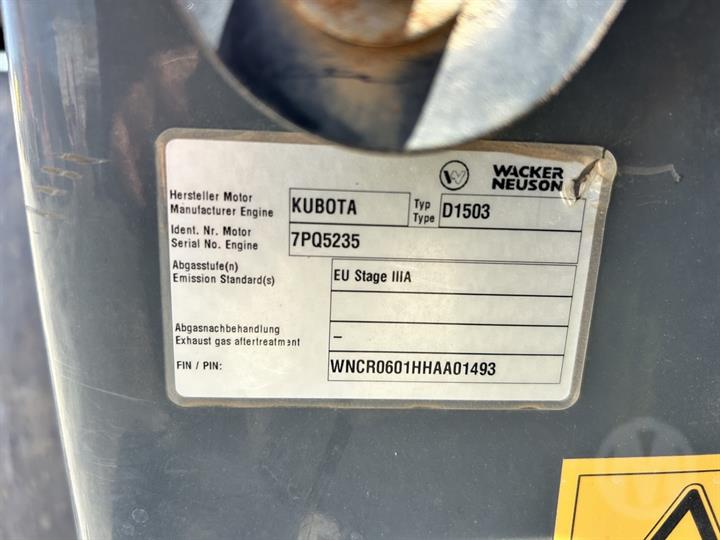 WACKER
NEUSON
Hersteller Motor
Manufacturer Engine
KUBOTA
Typ
Type
D1503
Ident. Nr. Motor
Serial No. Engine
7PQ5235
Abgasstufe(n)
Emission Standard(s)
EU Stage IIIA
Abgasnachbehandlung
Exhaust gas aftertreatment
–
FIN / PIN:
WNCR0601HHAA01493